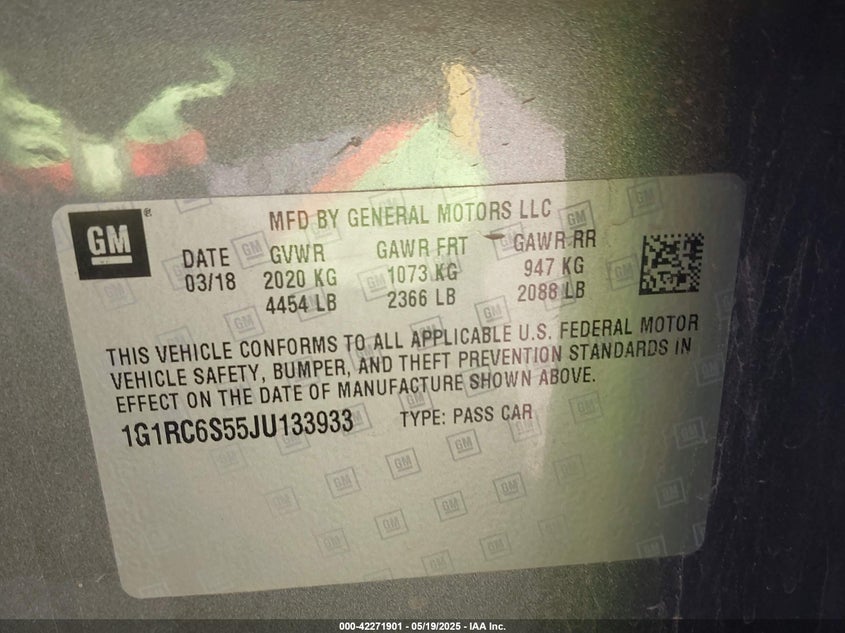 GM
MFD BY GENERAL MOTORS LLC
DATE GVWR GAWR FRT GAWR RR
03/18 2020 KG 1073 KG 947 KG
4454 LB 2366 LB 2088 LB
THIS VEHICLE CONFORMS TO ALL APPLICABLE U.S. FEDERAL MOTOR
VEHICLE SAFETY, BUMPER, AND THEFT PREVENTION STANDARDS IN
EFFECT ON THE DATE OF MANUFACTURE SHOWN ABOVE.
1G1RC6S55JU133933 TYPE: PASS CAR
000-42271901 - 05/19/2025 - IAA Inc.